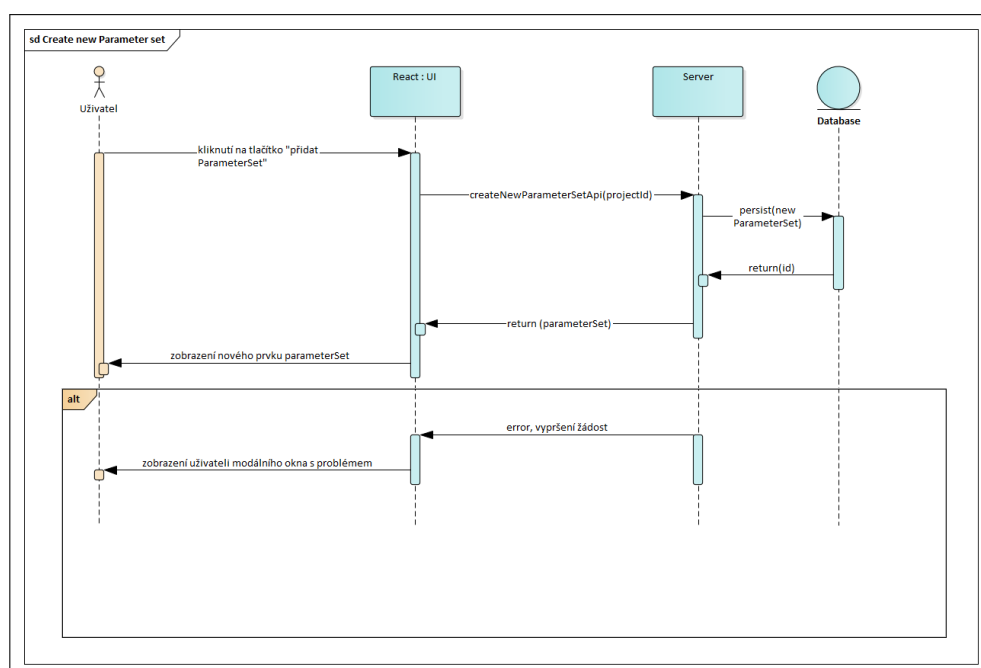 sd Create new Parameter set
React : UI
Server
Uživatel
Database
kliknutí na tlačítko "přidat
ParameterSet"
createNewParameterSetApi(projectId)
persist(new
ParameterSet)
return(id)
return (parameterSet)
zobrazení nového prvku parameterSet
alt
error, vypršení žádost
zobrazení uživateli modálního okna s problémem